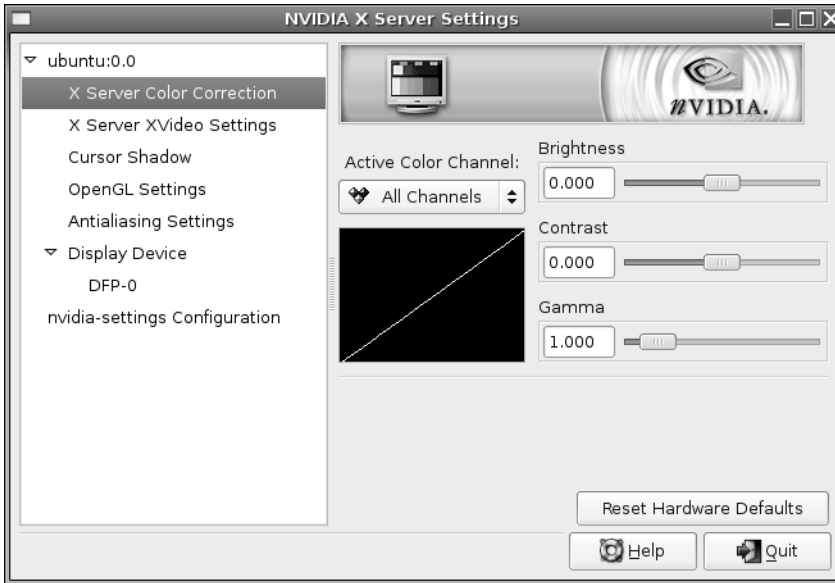 NVIDIA X Server Settings
ubuntu:0.0
X Server Color Correction
X Server XVideo Settings
Cursor Shadow
OpenGL Settings
Antialiasing Settings
Display Device
DFP-0
nvidia-settings Configuration
nVIDIA.
Active Color Channel:
All Channels
Brightness
0.000
Contrast
0.000
Gamma
1.000
Reset Hardware Defaults
Help
Quit